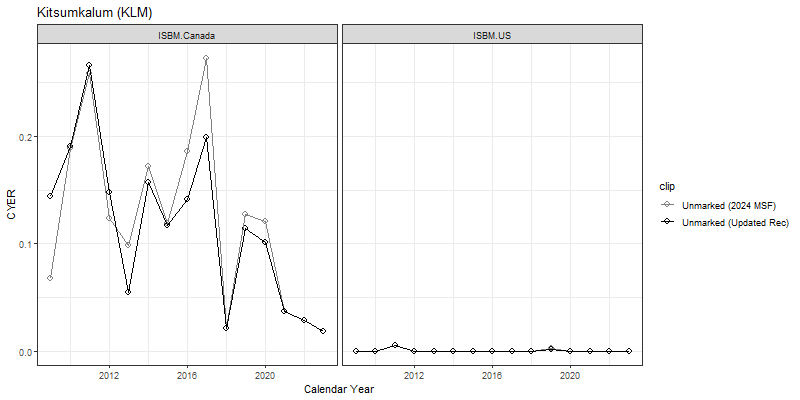 Kitsumkalum (KLM)
ISBM.Canada
ISBM.US
0.2
0.1
0.0
CYER
2012
2016
2020
2012
2016
2020
Calendar Year
clip
Unmarked (2024 MSF)
Unmarked (Updated Rec)